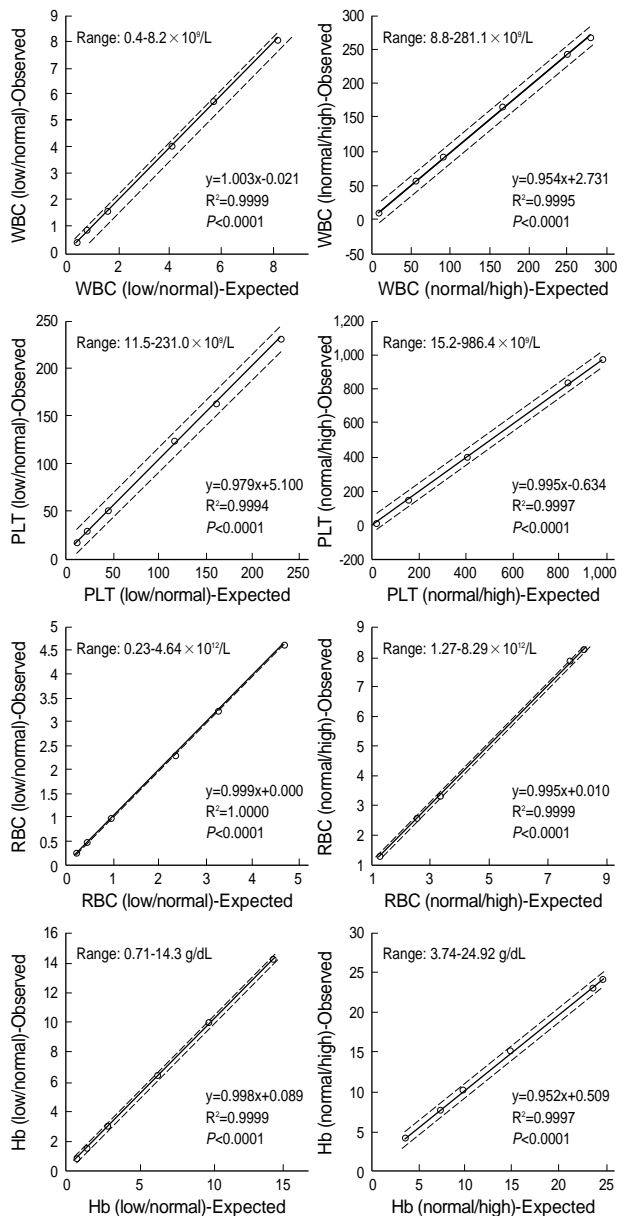 WBC (low/normal)-Observed
9
8
7
6
5
4
3
2
1
0
Range: 0.4-8.2×10⁹/L
y=1.003x-0.021
R²=0.9999
P<0.0001
0 2 4 6 8
WBC (low/normal)-Expected
WBC (lnormal/high)-Observed
300
250
200
150
100
50
0
-50
Range: 8.8-281.1×10⁹/L
y=0.954x+2.731
R²=0.9995
P<0.0001
0 50 100 150 200 250 300
WBC (normal/high)-Expected
PLT (low/normal)-Observed
250
200
150
100
50
0
Range: 11.5-231.0×10⁹/L
y=0.979x+5.100
R²=0.9994
P<0.0001
0 50 100 150 200 250
PLT (low/normal)-Expected
PLT (normal/high)-Observed
1,200
1,000
800
600
400
200
0
-200
Range: 15.2-986.4×10⁹/L
y=0.995x-0.634
R²=0.9997
P<0.0001
0 200 400 600 800 1,000
PLT (normal/high)-Expected
RBC (low/normal)-Observed
5
4.5
4
3.5
3
2.5
2
1.5
1
0.5
0
Range: 0.23-4.64×10¹²/L
y=0.999x+0.000
R²=1.0000
P<0.0001
0 1 2 3 4 5
RBC (low/normal)-Expected
RBC (normal/high)-Observed
9
8
7
6
5
4
3
2
1
Range: 1.27-8.29×10¹²/L
y=0.995x+0.010
R²=0.9999
P<0.0001
1 3 5 7 9
RBC (normal/high)-Expected
Hb (low/normal)-Observed
16
14
12
10
8
6
4
2
0
Range: 0.71-14.3 g/dL
y=0.998x+0.089
R²=0.9999
P<0.0001
0 5 10 15
Hb (low/normal)-Expected
Hb (normal/high)-Observed
30
25
20
15
10
5
0
Range: 3.74-24.92 g/dL
y=0.952x+0.509
R²=0.9997
P<0.0001
0 5 10 15 20 25
Hb (normal/high)-Expected